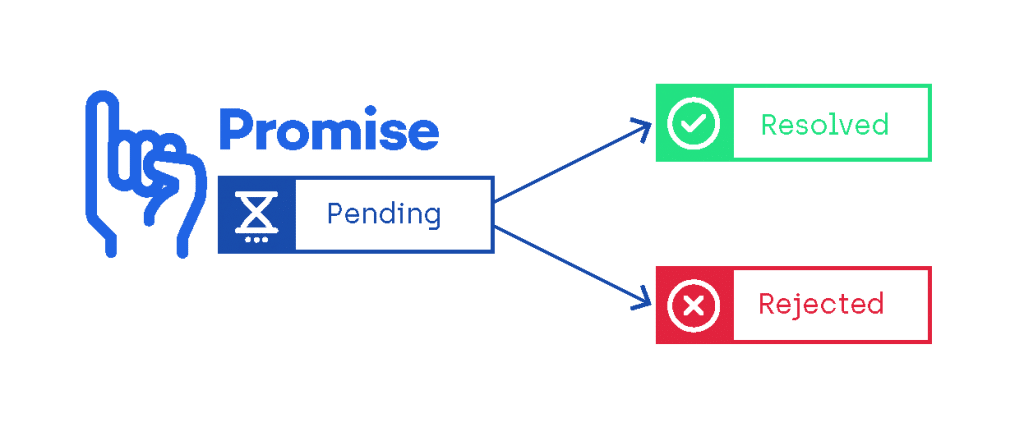 Promise
Pending
Resolved
Rejected